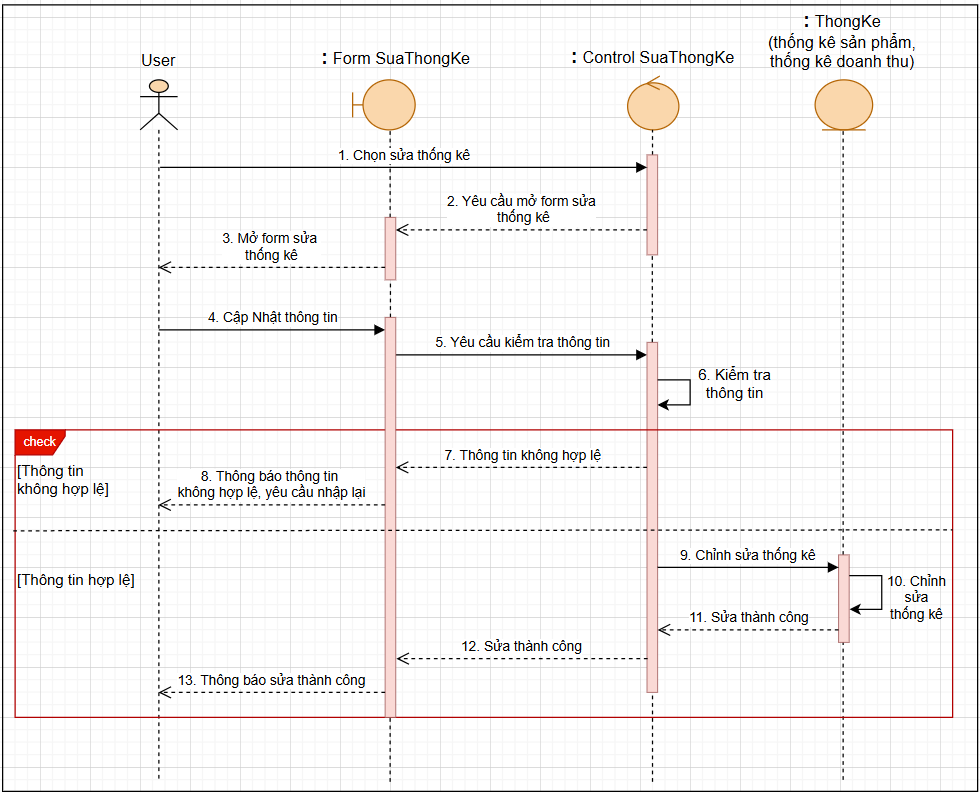 : ThongKe
(thống kê sản phẩm,
thống kê doanh thu)
User
: Form SuaThongKe
: Control SuaThongKe
1. Chọn sửa thống kê
2. Yêu cầu mở form sửa
thống kê
3. Mở form sửa
thống kê
4. Cập Nhật thông tin
5. Yêu cầu kiểm tra thông tin
6. Kiểm tra
thông tin
check
[Thông tin
không hợp lệ]
7. Thông tin không hợp lệ
8. Thông báo thông tin
không hợp lệ, yêu cầu nhập lại
9. Chỉnh sửa thống kê
[Thông tin hợp lệ]
10. Chỉnh
sửa
thống kê
11. Sửa thành công
12. Sửa thành công
13. Thông báo sửa thành công